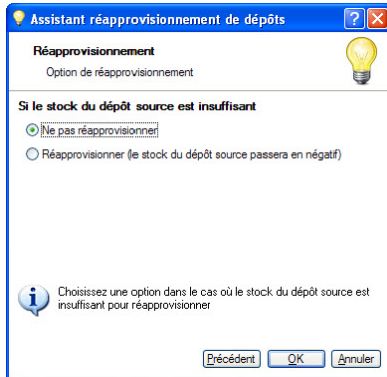 Assistant réapprovisionnement de dépôts
Réapprovisionnement
Option de réapprovisionnement
Si le stock du dépôt source est insuffisant
Ne pas réapprovisionner
Réapprovisionner (le stock du dépôt source passera en négatif)
Choisissez une option dans le cas où le stock du dépôt source est
insuffisant pour réapprovisionner
Précédent OK Annuler